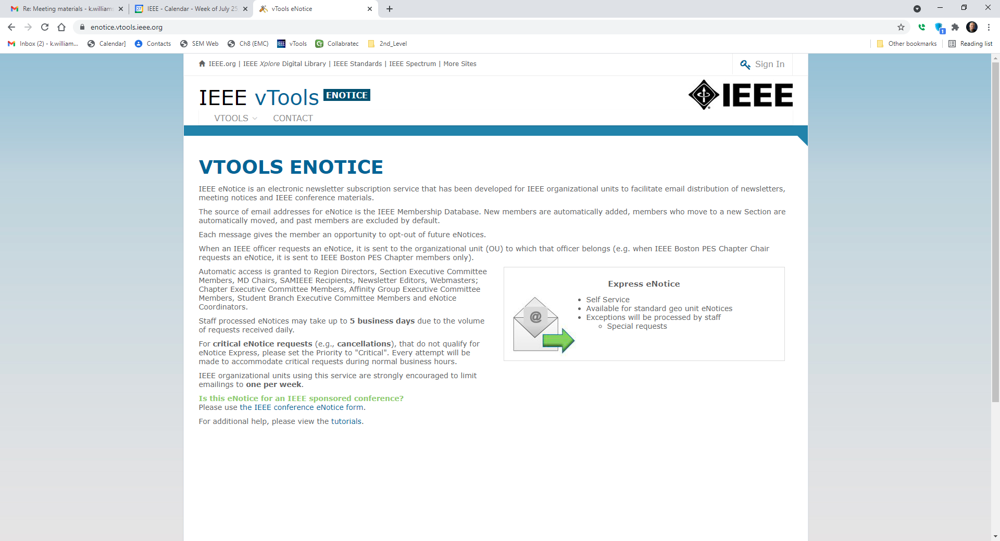 Re: Meeting materials - k.williams
IEEE - Calendar - Week of July 25
vTools eNotice
enotice.vtools.ieee.org
Inbox (2) - k.william...
Calendar]
Contacts
SEM Web
Ch8 (EMC)
IEEE vTools
Collabratec
2nd_Level
Other bookmarks
Reading list
IEEE.org | IEEE Xplore Digital Library | IEEE Standards | IEEE Spectrum | More Sites
Sign In
IEEE vTools ENOTICE
IEEE
VTOOLS
CONTACT
VTOOLS ENOTICE
IEEE eNotice is an electronic newsletter subscription service that has been developed for IEEE organizational units to facilitate email distribution of newsletters,
meeting notices and IEEE conference materials.
The source of email addresses for eNotice is the IEEE Membership Database. New members are automatically added, members who move to a new Section are
automatically moved, and past members are excluded by default.
Each message gives the member an opportunity to opt-out of future eNotices.
When an IEEE officer requests an eNotice, it is sent to the organizational unit (OU) to which that officer belongs (e.g. when IEEE Boston PES Chapter Chair
requests an eNotice, it is sent to IEEE Boston PES Chapter members only).
Automatic access is granted to Region Directors, Section Executive Committee
Members, MD Chairs, SAMIEEE Recipients, Newsletter Editors, Webmasters;
Chapter Executive Committee Members, Affinity Group Executive Committee
Members, Student Branch Executive Committee Members and eNotice
Coordinators.
Staff processed eNotices may take up to 5 business days due to the volume
of requests received daily.
For critical eNotice requests (e.g., cancellations), that do not qualify for
eNotice Express, please set the Priority to "Critical". Every attempt will be
made to accommodate critical requests during normal business hours.
IEEE organizational units using this service are strongly encouraged to limit
emailings to one per week.
Is this eNotice for an IEEE sponsored conference?
Please use the IEEE conference eNotice form.
For additional help, please view the tutorials.
Express eNotice
@
• Self Service
• Available for standard geo unit eNotices
• Exceptions will be processed by staff
◦ Special requests